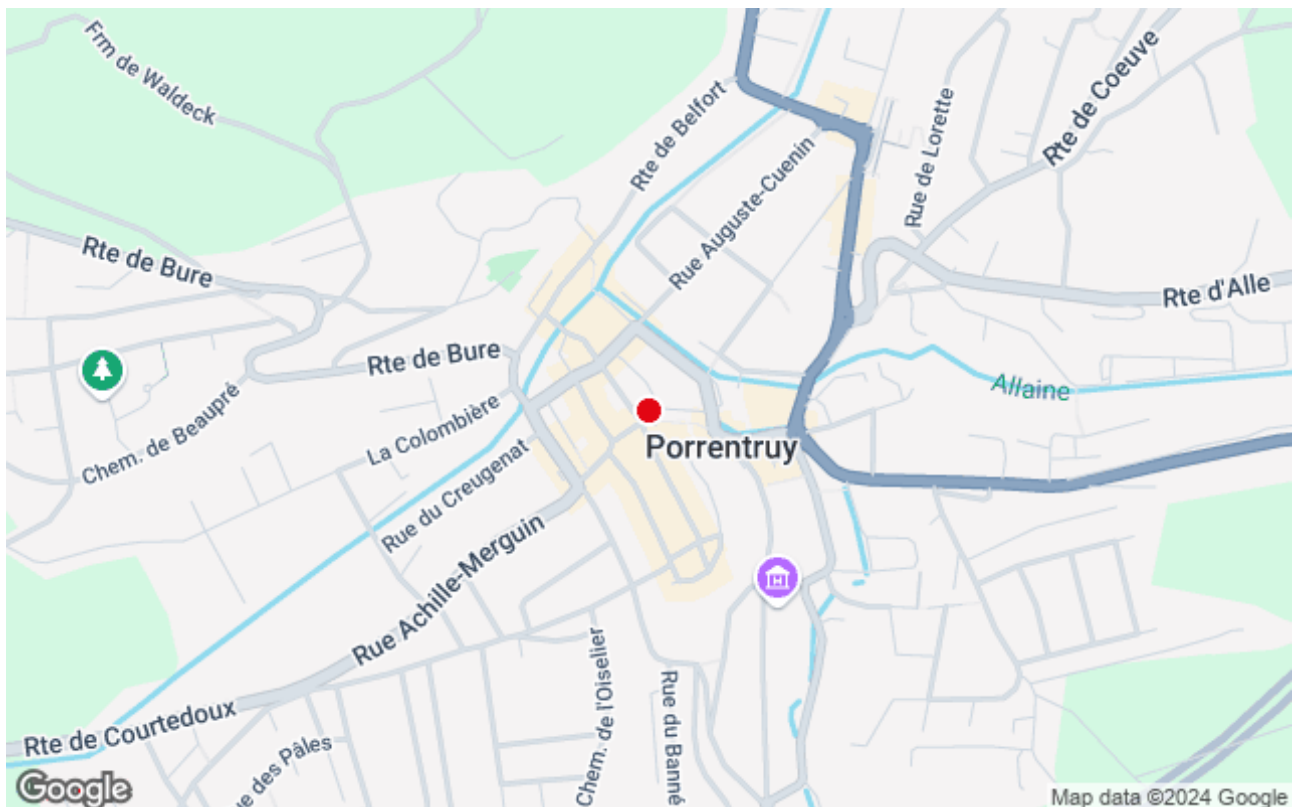 Frm de Waldeck
Rte de Belfort
Rte de Coeuve
Rue de Lorette
Rue Auguste-Cuenin
Rte de Bure
Rte d'Alle
Rte de Bure
Allaine
Chem. de Beaupré
La Colombière
Porrentruy
Rue du Creugenat
Rue Achille-Merguin
H
Chem. de l'Oiselier
Rue du Banné
Rte de Courtedoux
ue des Pâles
Google
Map data ©2024 Google